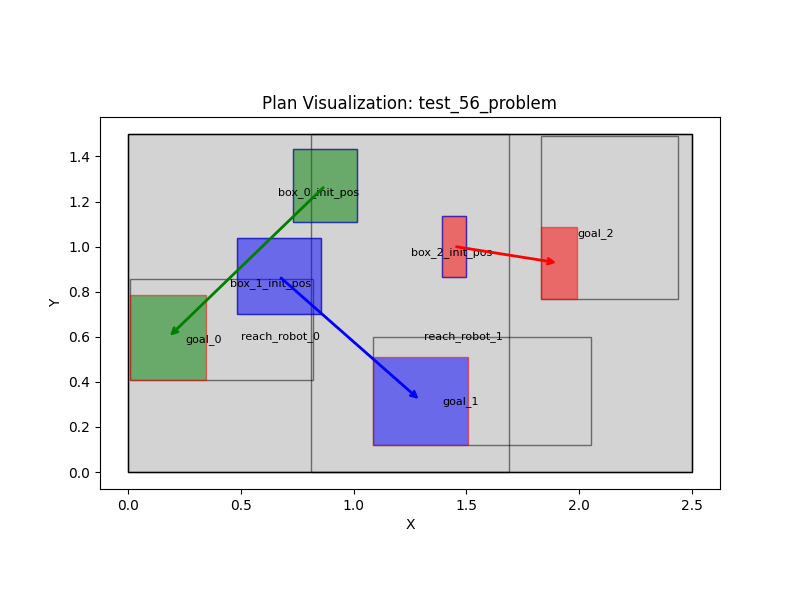 Plan Visualization: test_56_problem
Y
1.4
1.2
1.0
0.8
0.6
0.4
0.2
0.0
box_0_init_pos
goal_2
box_2_init_pos
box_1_init_pos
goal_0
reach_robot_0
reach_robot_1
goal_1
0.0
0.5
1.0
1.5
2.0
2.5
X